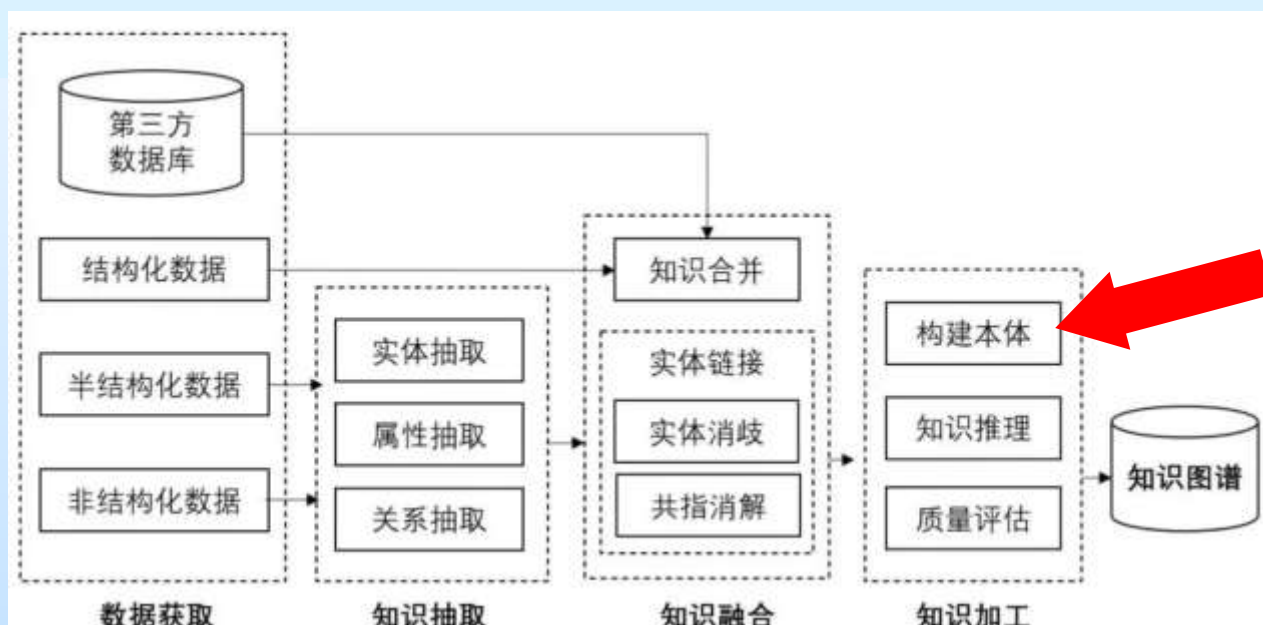 第三方
数据库
结构化数据
半结构化数据
非结构化数据
数据获取
实体抽取
属性抽取
关系抽取
知识抽取
知识合并
实体链接
实体消歧
共指消解
知识融合
构建本体
知识推理
质量评估
知识加工
知识图谱